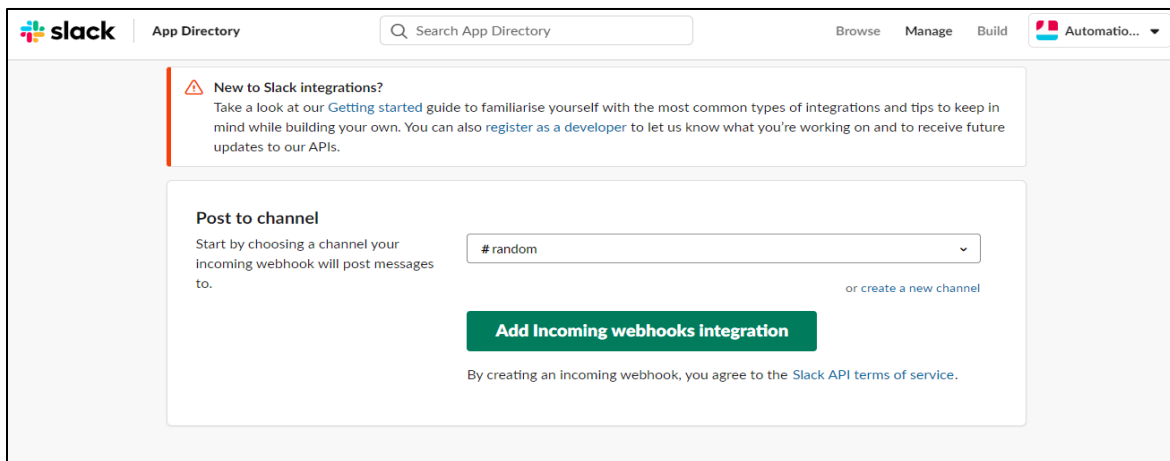 slack
App Directory
Search App Directory
Browse
Manage
Build
Automatio...
New to Slack integrations?
Take a look at our Getting started guide to familiarise yourself with the most common types of integrations and tips to keep in
mind while building your own. You can also register as a developer to let us know what you're working on and to receive future
updates to our APIs.
Post to channel
Start by choosing a channel your
incoming webhook will post messages
to.
# random
or create a new channel
Add Incoming webhooks integration
By creating an incoming webhook, you agree to the Slack API terms of service.